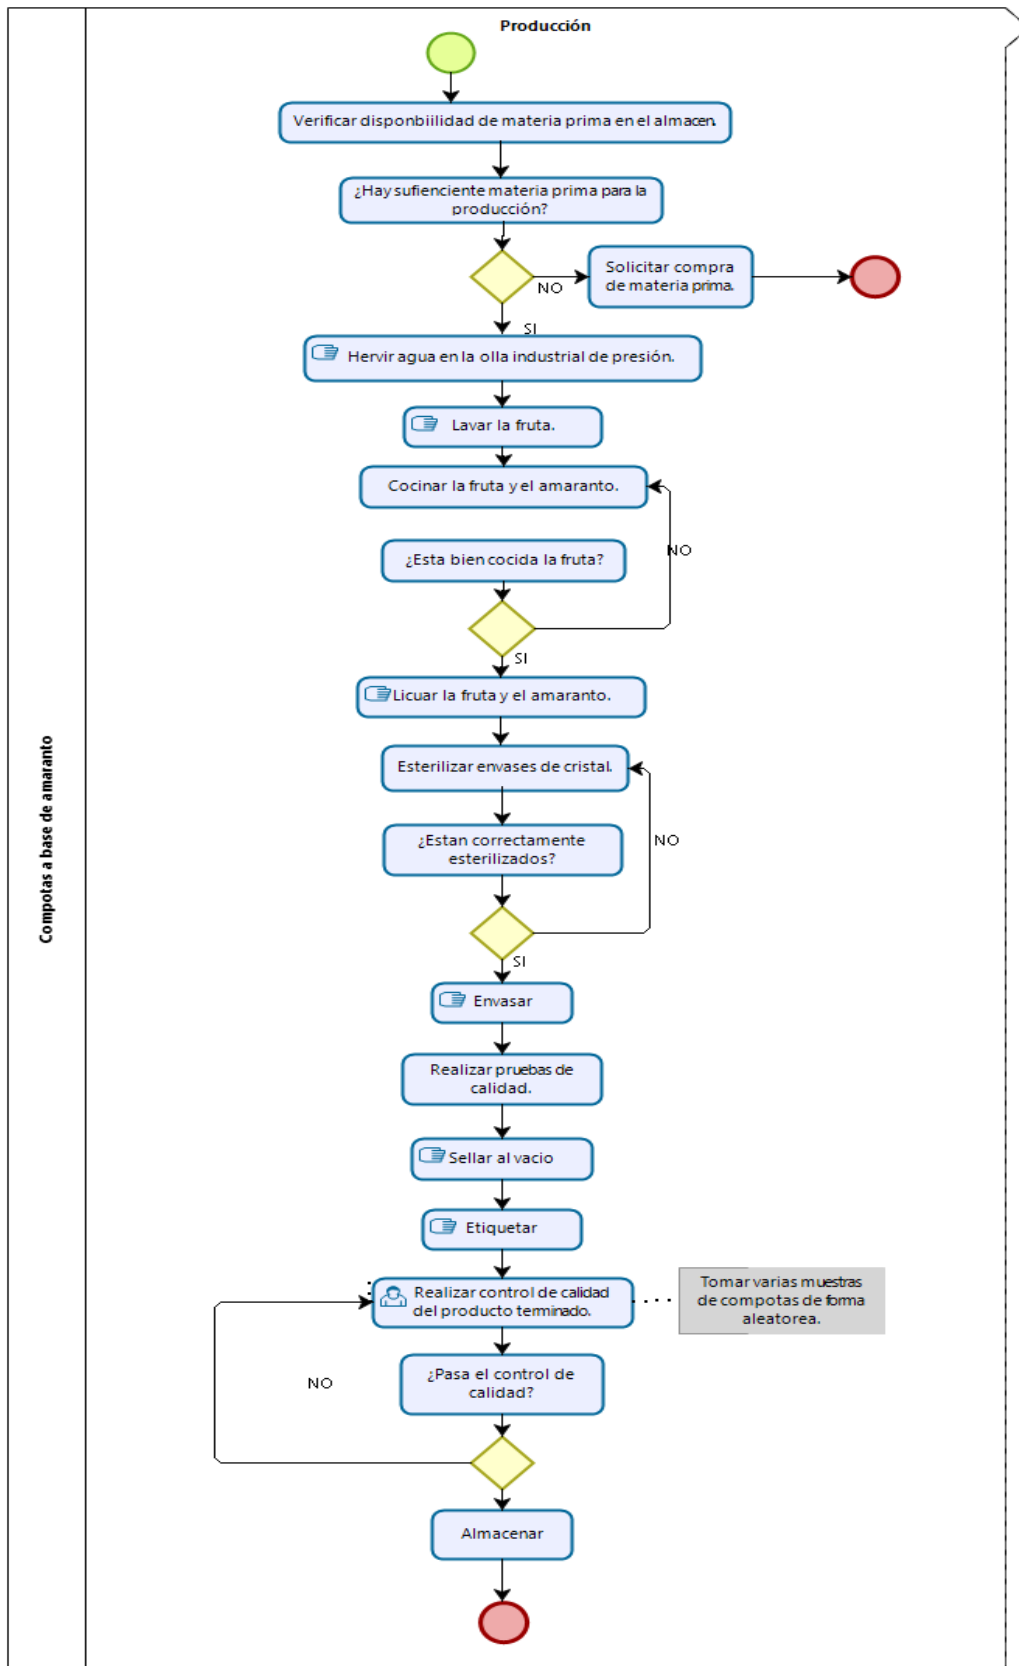 Producción
Compotas a base de amaranto
Verificar disponbiilidad de materia prima en el almacen.
¿Hay sufienciente materia prima para la
producción?
NO
Solicitar compra
de materia prima.
SI
Hervir agua en la olla industrial de presión.
Lavar la fruta.
Cocinar la fruta y el amaranto.
NO
¿Esta bien cocida la fruta?
SI
Licuar la fruta y el amaranto.
Esterilizar envases de cristal.
¿Estan correctamente
esterilizados?
NO
SI
Envasar
Realizar pruebas de
calidad.
Sellar al vacio
Etiquetar
Realizar control de calidad
del producto terminado.
Tomar varias muestras
de compotas de forma
aleatorea.
¿Pasa el control de
calidad?
NO
Almacenar